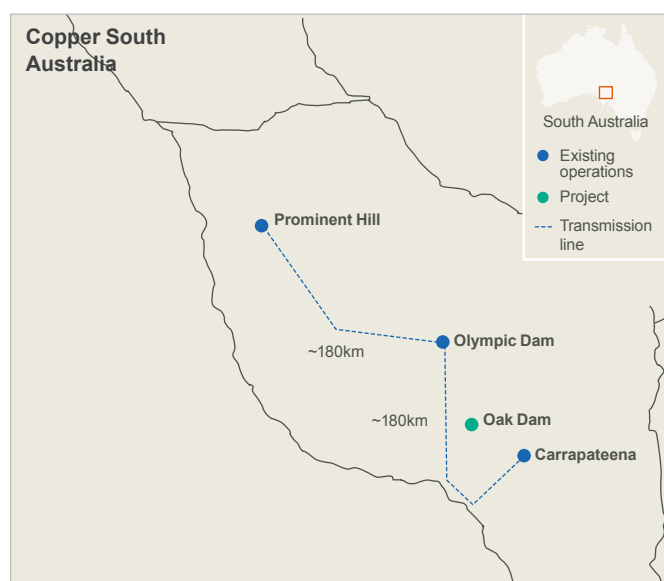 Copper South
Australia
South Australia
Existing
operations
Project
Transmission
line
Prominent Hill
~180km
Olympic Dam
~180km
Oak Dam
Carrapateena